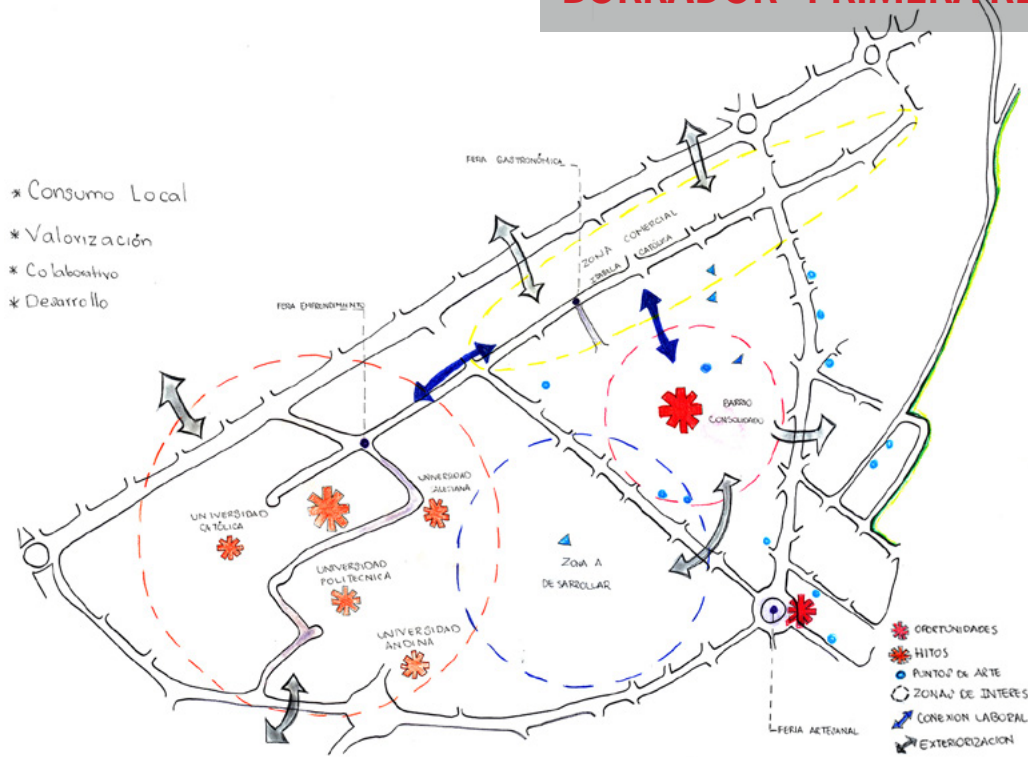 * Consumo Local
* Valorización
* Colaborativo
* Desarrollo
FERIA GASTRONÓMICA
ZONA COMERCIAL
CATÓLICA
FERIA EMPRENDIMIENTO
BARRIO
CONSOLIDADO
UNIVERSIDAD
SALESIANA
UNIVERSIDAD
CATÓLICA
UNIVERSIDAD
POLITECNICA
UNIVERSIDAD
ANDINA
ZONA A
DESARROLLAR
FERIA ARTESANAL
OPORTUNIDADES
HITOS
PUNTOS DE ARTE
ZONAS DE INTERES
CONEXION LABORAL
EXTERIORIZACION